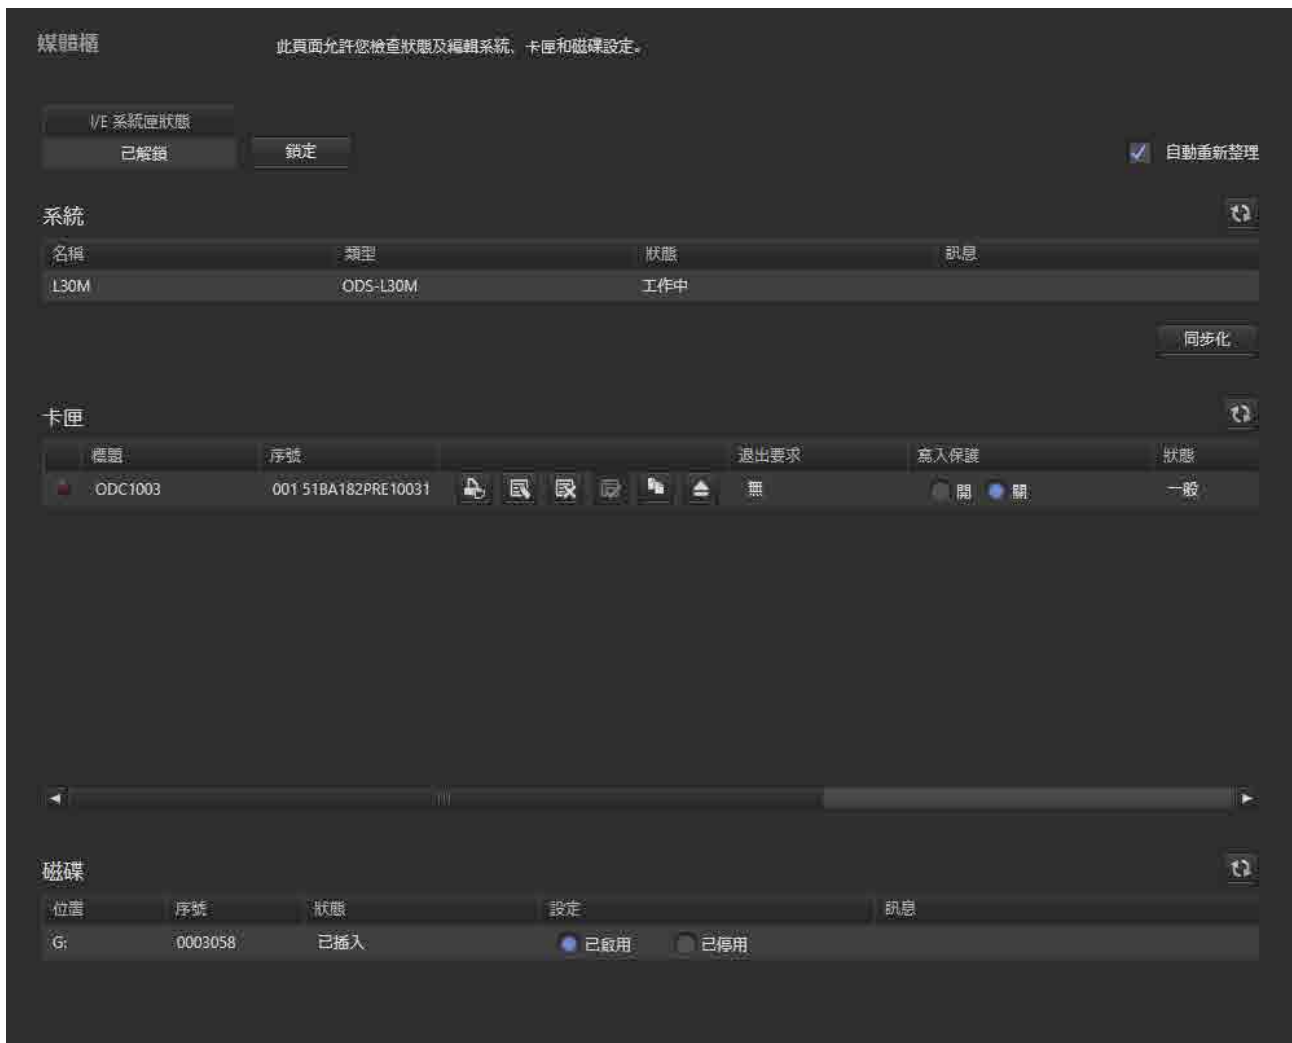 媒體櫃
此頁面允許您檢查狀態及編輯系統、卡匣和磁碟設定。
I/E 系統匣狀態
已解鎖 鎖定
自動重新整理
系統
名稱 類型 狀態 訊息
L30M ODS-L30M 工作中
同步化
卡匣
標題 序號 退出要求 寫入保護 狀態
ODC1003 001 51BA182PRE10031 無 開 關 一般
磁碟
位置 序號 狀態 設定 訊息
G: 0003058 已插入 已啟用 已停用